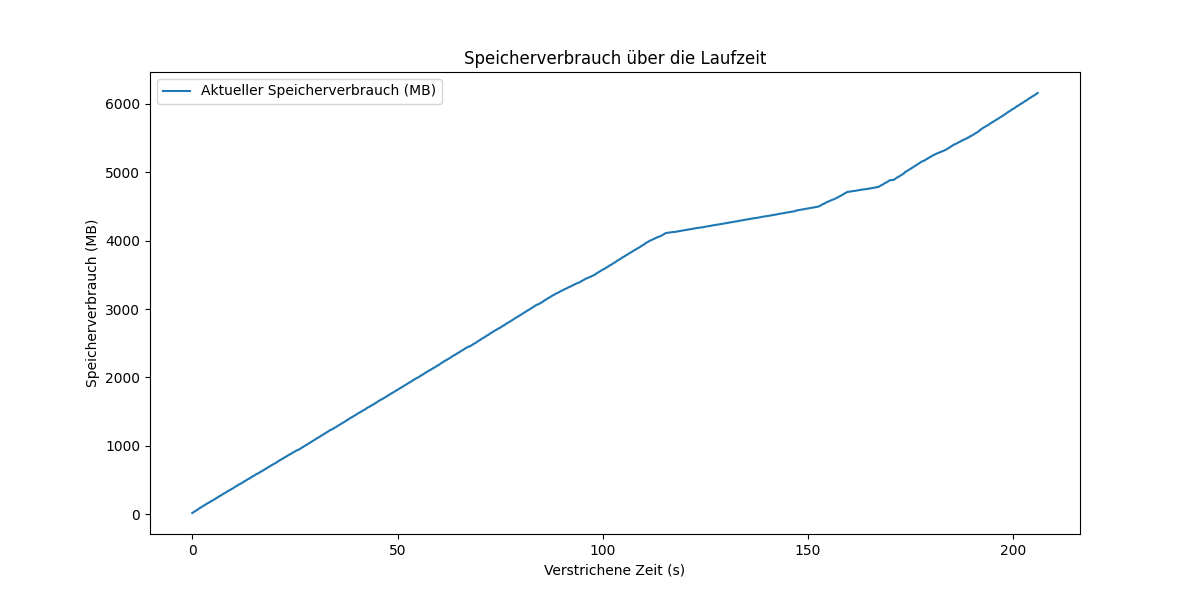 Speicherverbrauch über die Laufzeit
Aktueller Speicherverbrauch (MB)
Speicherverbrauch (MB)
6000
5000
4000
3000
2000
1000
0
0 50 100 150 200
Verstrichene Zeit (s)